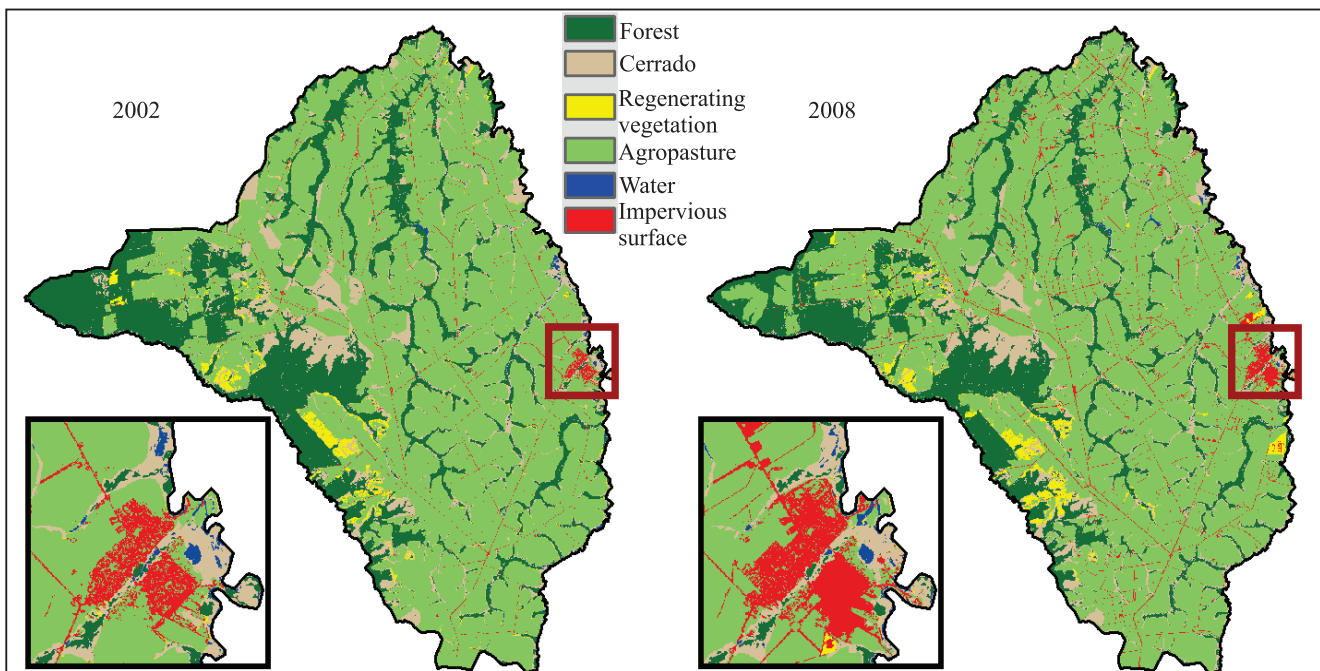 2002
Forest
Cerrado
Regenerating
vegetation
Agropasture
Water
Impervious
surface
2008